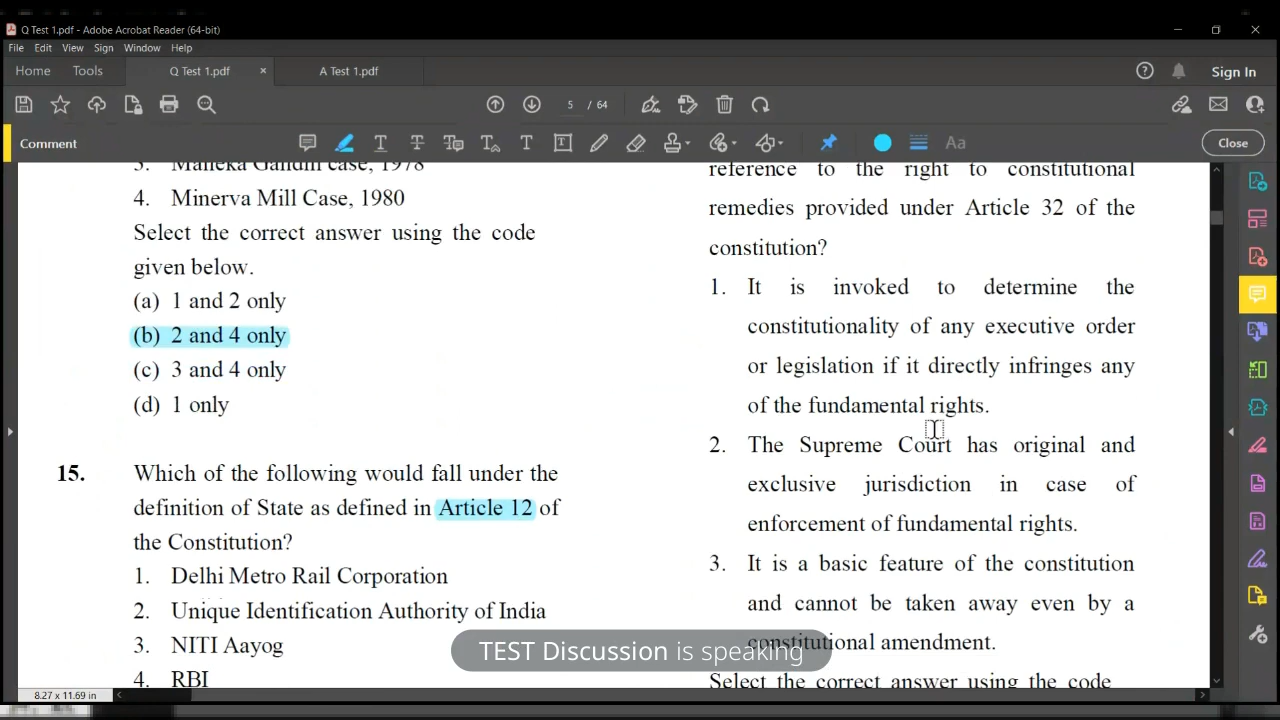 Q Test 1.pdf - Adobe Acrobat Reader (64-bit)
File Edit View Sign Window Help
Home Tools Q Test 1.pdf × A Test 1.pdf Sign In
5 / 64
Comment Aa Close
3. Maneka Gandhi case, 1978
4. Minerva Mill Case, 1980
Select the correct answer using the code
given below.
(a) 1 and 2 only
(b) 2 and 4 only
(c) 3 and 4 only
(d) 1 only
15. Which of the following would fall under the
definition of State as defined in Article 12 of
the Constitution?
1. Delhi Metro Rail Corporation
2. Unique Identification Authority of India
3. NITI Aayog
4. RBI
reference to the right to constitutional
remedies provided under Article 32 of the
constitution?
1. It is invoked to determine the
constitutionality of any executive order
or legislation if it directly infringes any
of the fundamental rights.
2. The Supreme Court has original and
exclusive jurisdiction in case of
enforcement of fundamental rights.
3. It is a basic feature of the constitution
and cannot be taken away even by a
constitutional amendment.
Select the correct answer using the code
TEST Discussion is speaking
8.27 x 11.69 in